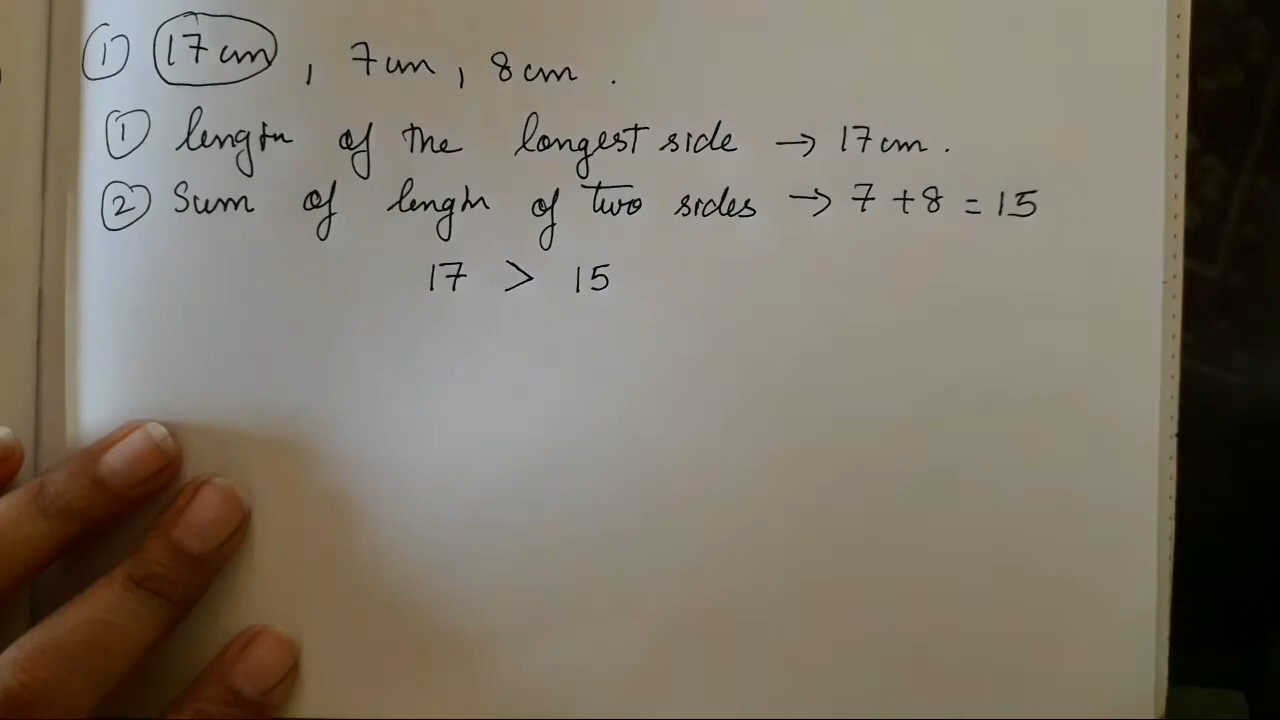 ① 17 cm , 7 cm , 8 cm .
① length of the longest side → 17 cm .
② Sum of length of two sides → 7 + 8 = 15
17 > 15